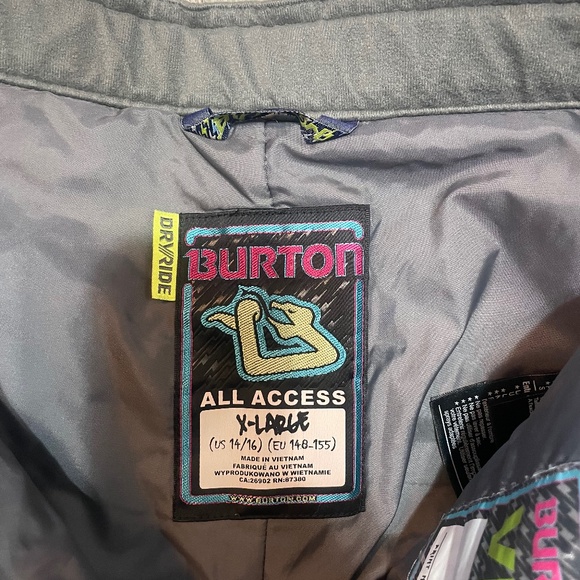 DRYRIDE
BURTON
ALL ACCESS
X-LARGE
(US 14/16) (EU 148-155)
MADE IN VIETNAM
FABRIQUÉ AU VIETNAM
WYPRODUKOWANO W WIETNAMIE
CA:26902 RN:87380
WWW.BURTON.COM
BU